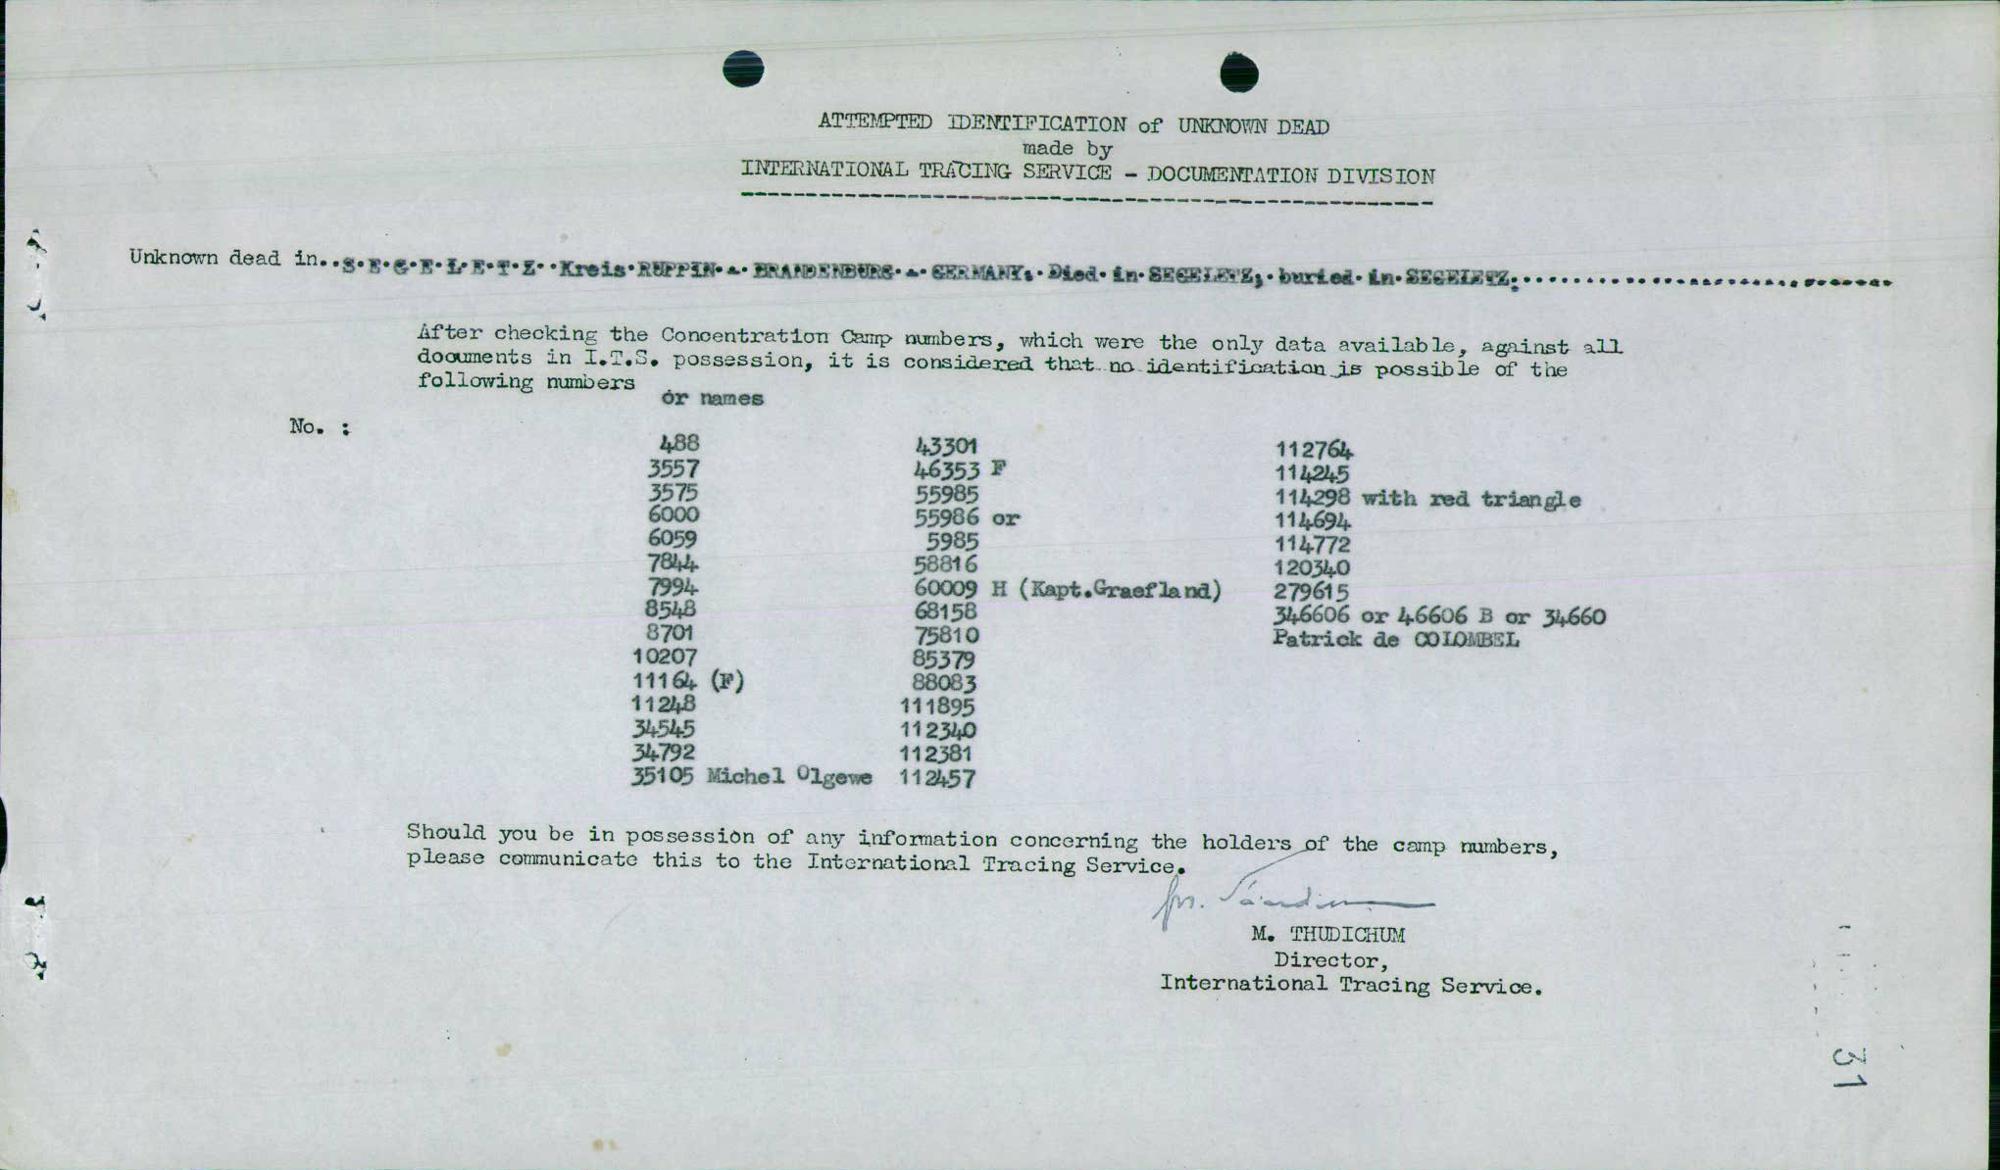 ATTEMPTED IDENTIFICATION of UNKNOWN DEAD
made by
INTERNATIONAL TRACING SERVICE - DOCUMENTATION DIVISION
Unknown dead in..S.E.G.E.L.E.T.Z..Kreis.RUPPIN.-.BRANDENBURG.-.GERMANY..Died.in.SEGELETZ;.buried.in.SEGELETZ.
After checking the Concentration Camp numbers, which were the only data available, against all
documents in I.T.S. possession, it is considered that no identification is possible of the
following numbers
or names
No. :
488 43301 112764
3557 46353 F 114245
3575 55985 114298 with red triangle
6000 55986 or 114694
6059 5985 114772
7844 58816 120340
7994 60009 H (Kapt.Graefland) 279615
8548 68158 346606 or 46606 B or 34660
8701 75810 Patrick de COLOMBEL
10207 85379
11164 (F) 88083
11248 111895
34545 112340
34792 112381
35105 Michel Olgewe 112457
Should you be in possession of any information concerning the holders of the camp numbers,
please communicate this to the International Tracing Service.
M. THUDICHUM
Director,
International Tracing Service.
31